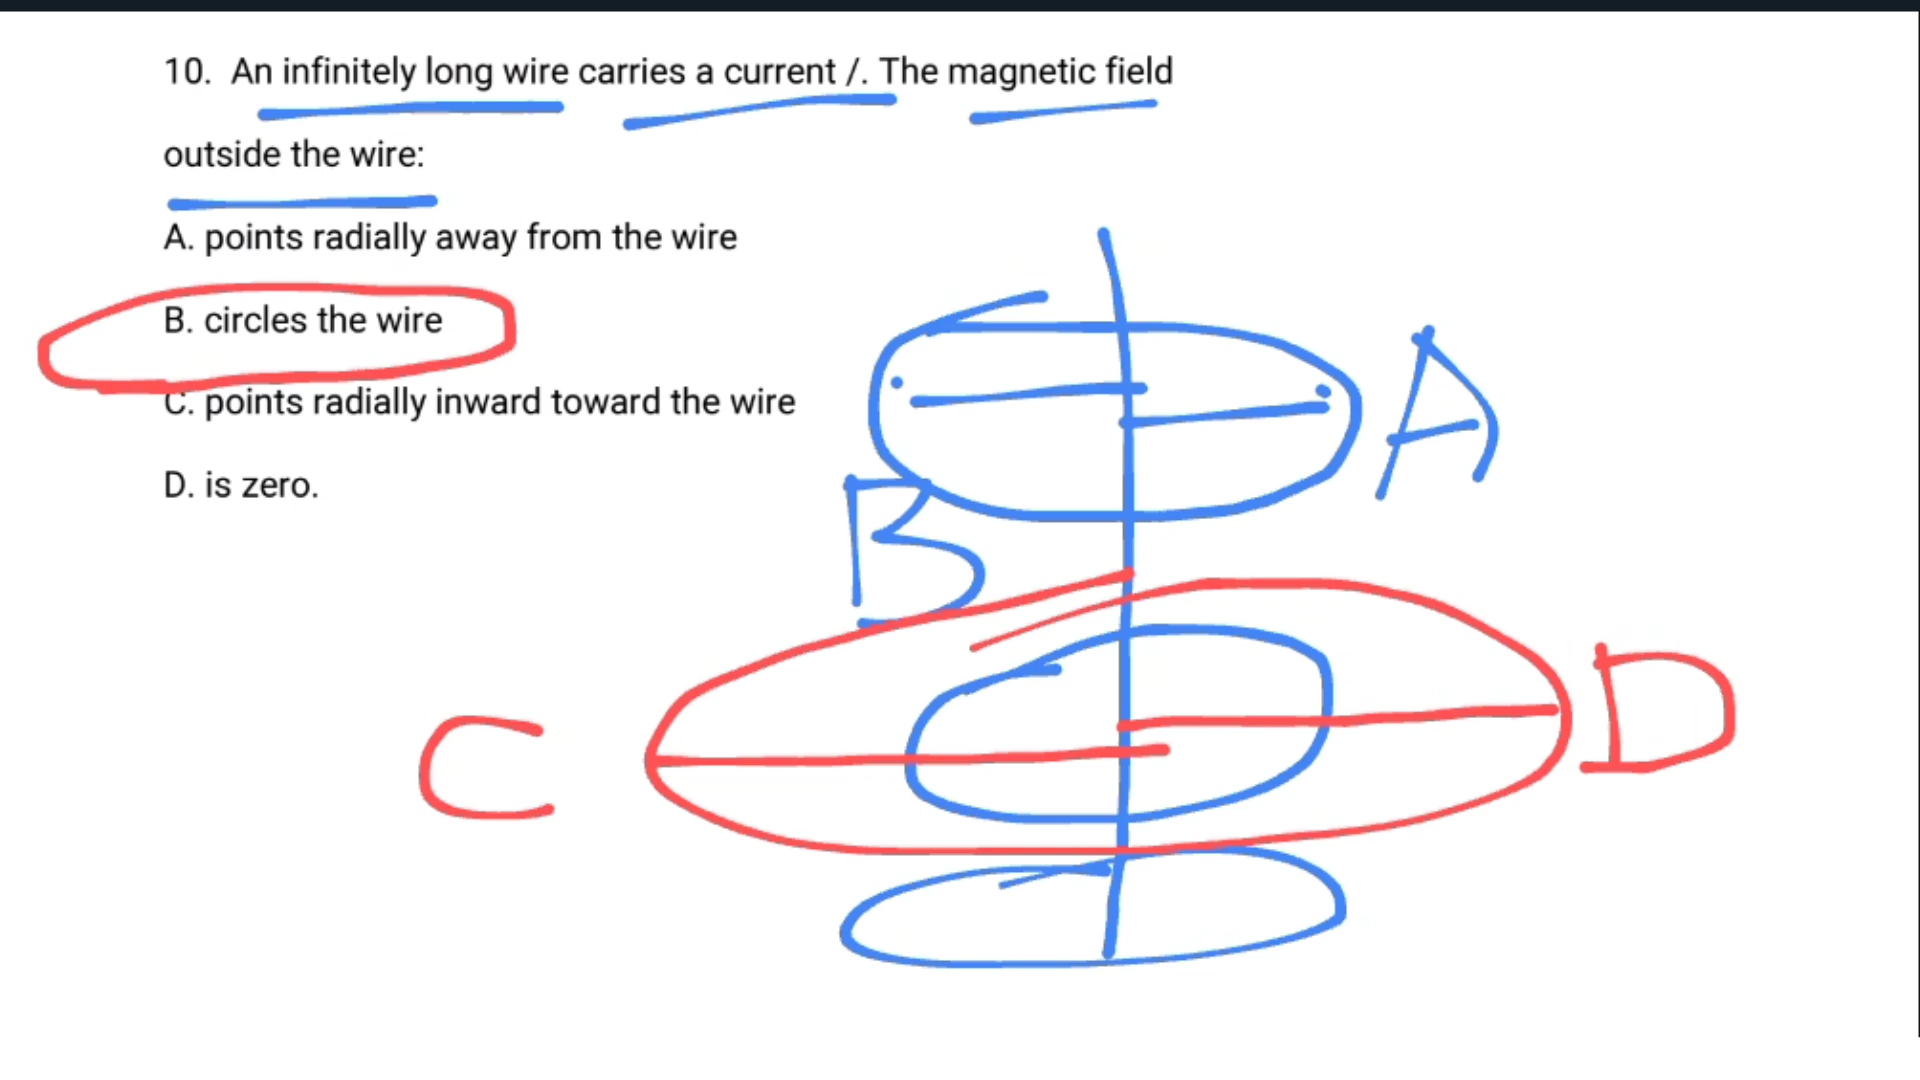 10. An infinitely long wire carries a current /. The magnetic field
outside the wire:
A. points radially away from the wire
B. circles the wire
C. points radially inward toward the wire
D. is zero.
A
B
C
D